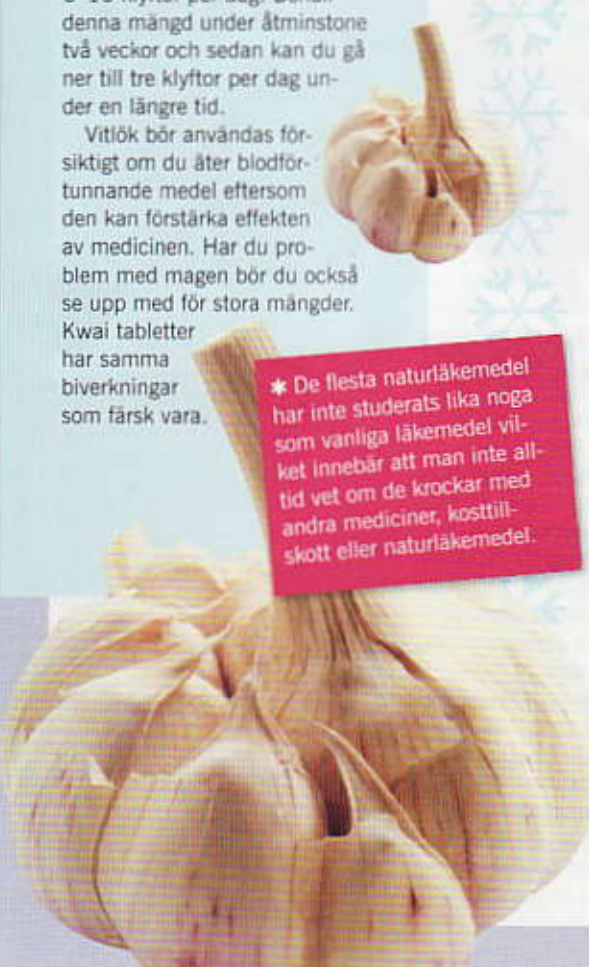 denna mängd under åtminstone
två veckor och sedan kan du gå
ner till tre klyftor per dag un-
der en längre tid.
Vitlök bör användas för-
siktigt om du äter blodför-
tunnande medel eftersom
den kan förstärka effekten
av medicinen. Har du pro-
blem med magen bör du också
se upp med för stora mängder.
Kwai tabletter
har samma
biverkningar
som färsk vara.
* De flesta naturläkemedel
har inte studerats lika noga
som vanliga läkemedel vil-
ket innebär att man inte all-
tid vet om de krockar med
andra mediciner, kosttill-
skott eller naturläkemedel.